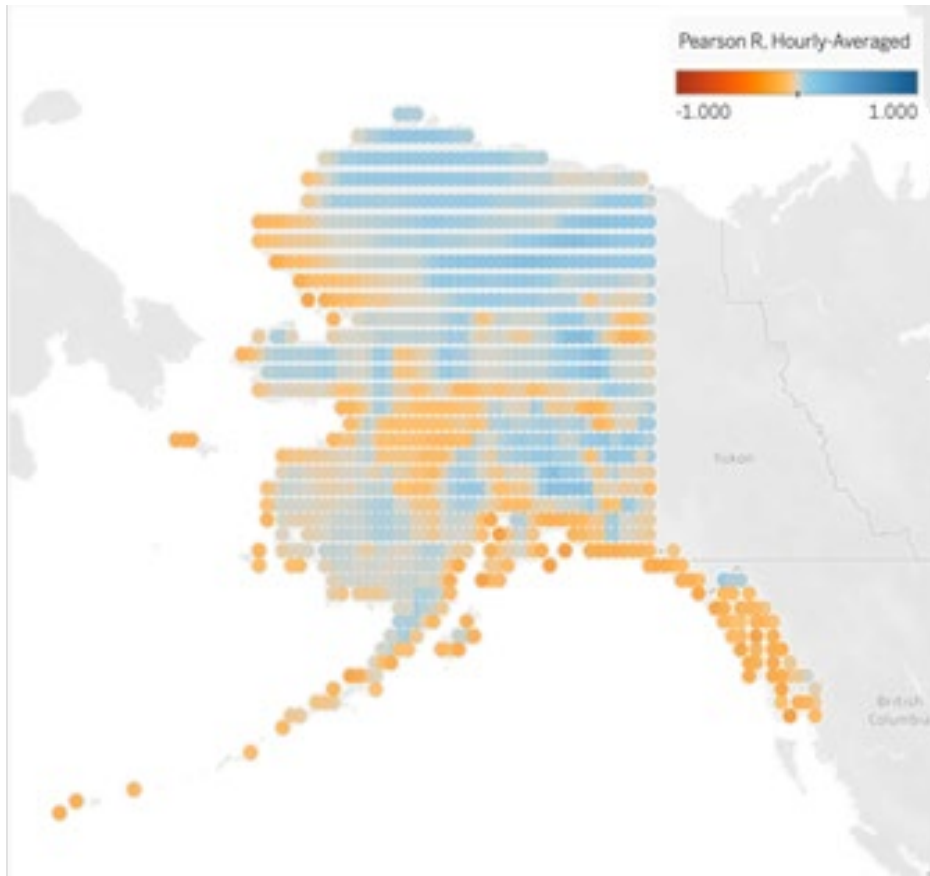 Pearson R, Hourly-Averaged
-1.000 1.000
Yukon
British
Columbia